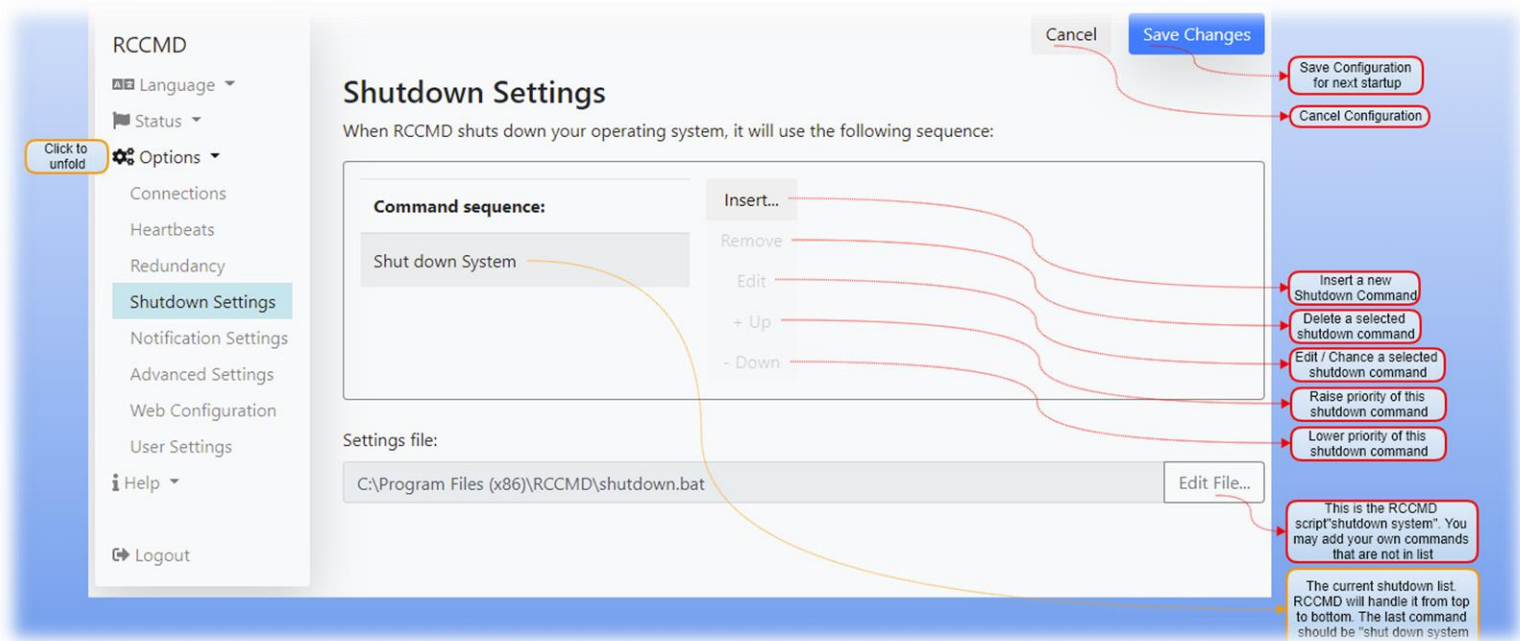 Cancel
Save Changes
RCCMD
Language
Status
Click to
unfold
Options
Connections
Heartbeats
Redundancy
Shutdown Settings
Notification Settings
Advanced Settings
Web Configuration
User Settings
Help
Logout
Shutdown Settings
When RCCMD shuts down your operating system, it will use the following sequence:
Command sequence:
Shut down System
Insert...
Remove
Edit
+ Up
- Down
Settings file:
C:\Program Files (x86)\RCCMD\shutdown.bat
Edit File...
Save Configuration
for next startup
Cancel Configuration
Insert a new
Shutdown Command
Delete a selected
shutdown command
Edit / Chance a selected
shutdown command
Raise priority of this
shutdown command
Lower priority of this
shutdown command
This is the RCCMD
script"shutdown system". You
may add your own commands
that are not in list
The current shutdown list.
RCCMD will handle it from top
to bottom. The last command
should be "shut down system